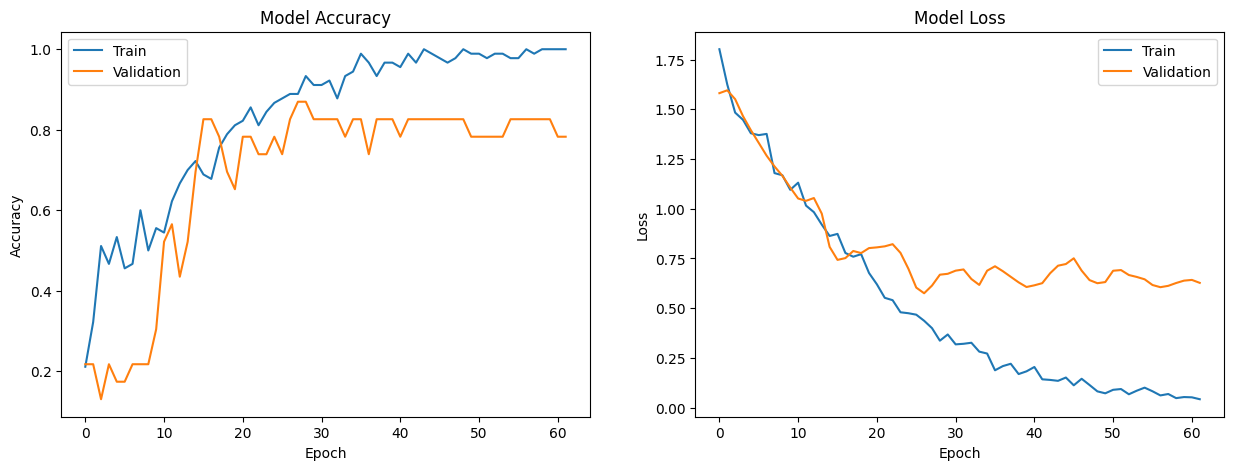 Model Accuracy
Train
Validation
1.0
0.8
0.6
0.4
0.2
Accuracy
0 10 20 30 40 50 60
Epoch
Model Loss
Train
Validation
1.75
1.50
1.25
1.00
0.75
0.50
0.25
0.00
Loss
0 10 20 30 40 50 60
Epoch